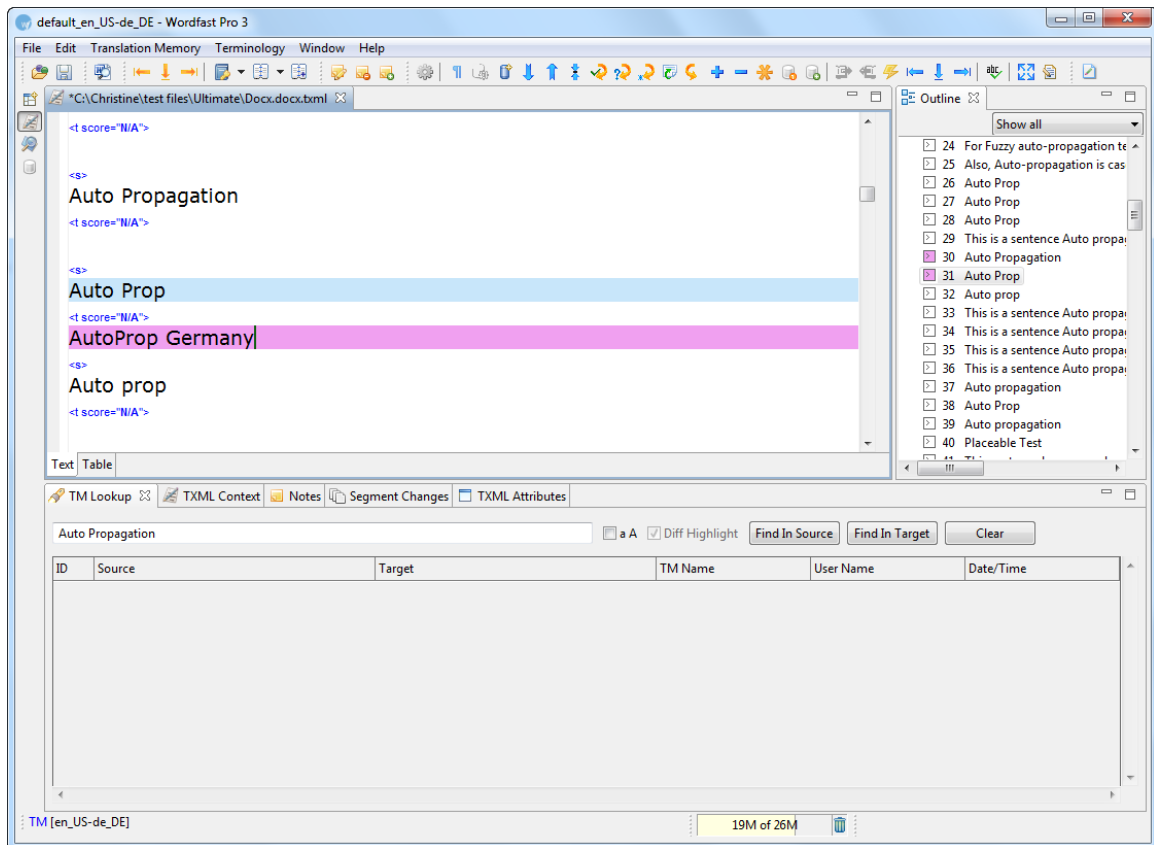 default_en_US-de_DE - Wordfast Pro 3
File Edit Translation Memory Terminology Window Help
*C:\Christine\test files\Ultimate\Docx.docx.txml
<t score="N/A">
<s>
Auto Propagation
<t score="N/A">
<s>
Auto Prop
<t score="N/A">
AutoProp Germany
<s>
Auto prop
<t score="N/A">
Text Table
Outline
Show all
24 For Fuzzy auto-propagation te
25 Also, Auto-propagation is cas
26 Auto Prop
27 Auto Prop
28 Auto Prop
29 This is a sentence Auto propa
30 Auto Propagation
31 Auto Prop
32 Auto prop
33 This is a sentence Auto propa
34 This is a sentence Auto propa
35 This is a sentence Auto propa
36 This is a sentence Auto propa
37 Auto propagation
38 Auto Prop
39 Auto propagation
40 Placeable Test
41
TM Lookup TXML Context Notes Segment Changes TXML Attributes
Auto Propagation a A Diff Highlight Find In Source Find In Target Clear
ID Source Target TM Name User Name Date/Time
TM [en_US-de_DE] 19M of 26M